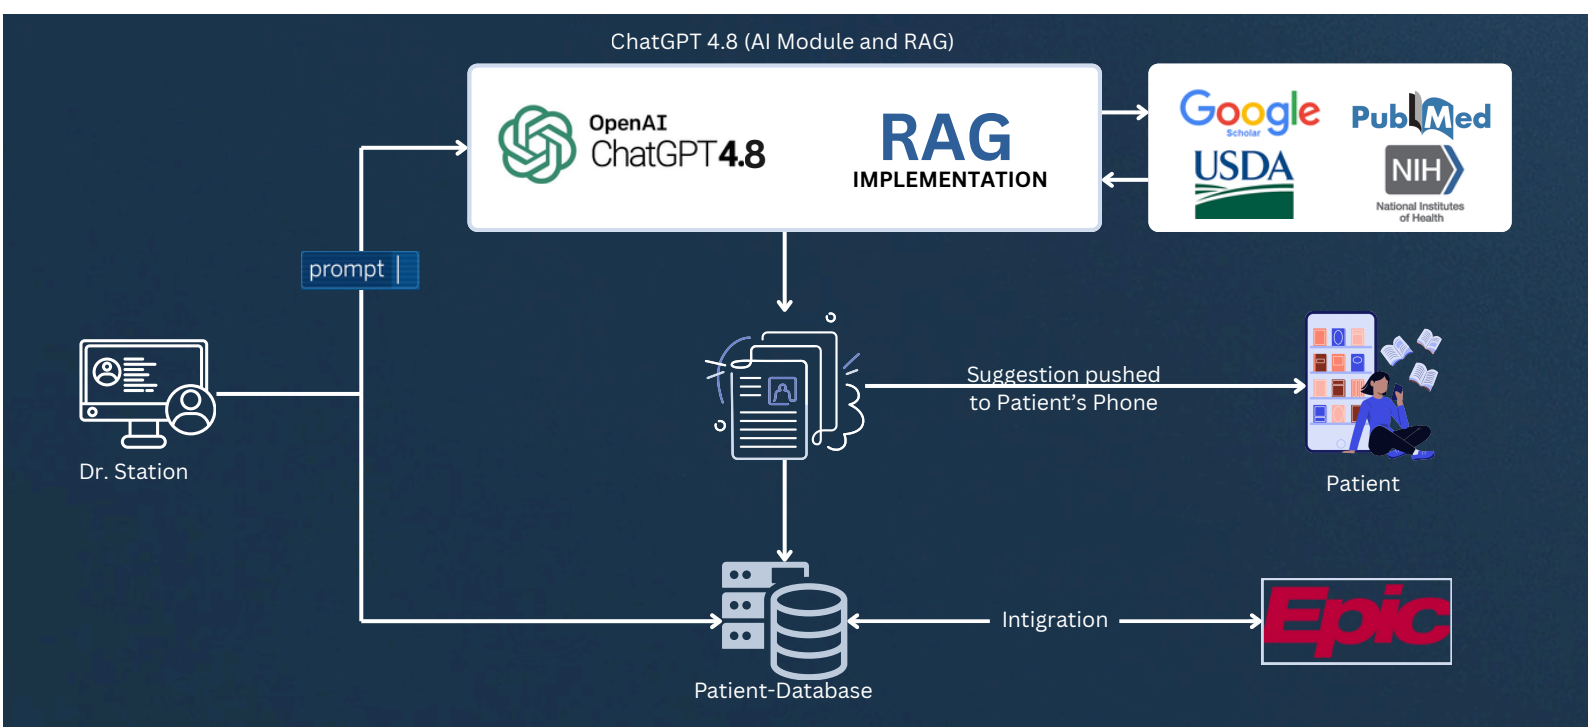 ChatGPT 4.8 (AI Module and RAG)
OpenAI
ChatGPT4.8
RAG
IMPLEMENTATION
Google
Scholar
PubMed
USDA
NIH
National Institutes
of Health
prompt
Dr. Station
Suggestion pushed
to Patient’s Phone
Patient
Intigration
Epic
Patient-Database